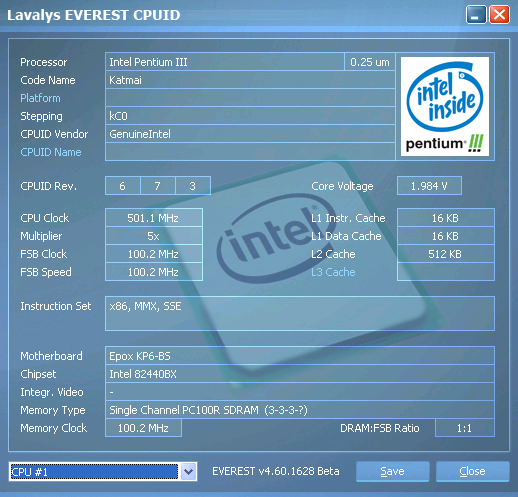 Lavalys EVEREST CPUID
Processor Intel Pentium III 0.25 um
Code Name Katmai
Platform
Stepping kC0
CPUID Vendor GenuineIntel
CPUID Name
intel
inside
pentium !!!
CPUID Rev. 6 7 3 Core Voltage 1.984 V
CPU Clock 501.1 MHz L1 Instr. Cache 16 KB
Multiplier 5x L1 Data Cache 16 KB
FSB Clock 100.2 MHz L2 Cache 512 KB
FSB Speed 100.2 MHz L3 Cache
intel
Instruction Set x86, MMX, SSE
Motherboard Epox KP6-BS
Chipset Intel 82440BX
Integr. Video -
Memory Type Single Channel PC100R SDRAM (3-3-3-?)
Memory Clock 100.2 MHz DRAM:FSB Ratio 1:1
CPU #1 EVEREST v4.60.1628 Beta Save Close